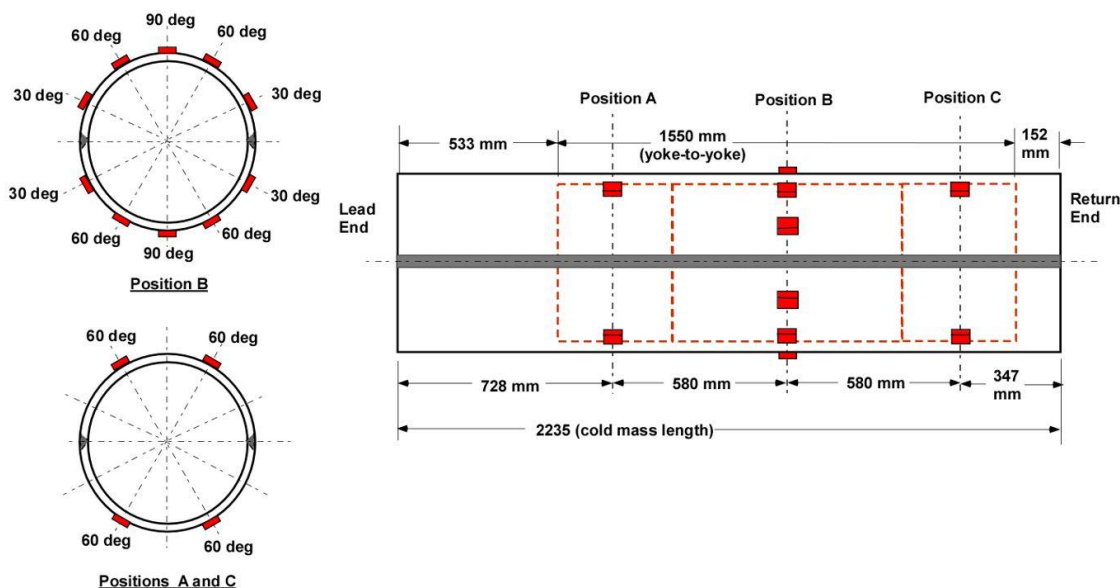 90 deg
60 deg
60 deg
30 deg
30 deg
30 deg
30 deg
60 deg
60 deg
90 deg
Position B
60 deg
60 deg
60 deg
60 deg
Positions A and C
Position A
Position B
Position C
533 mm
1550 mm
(yoke-to-yoke)
152
mm
Lead
End
Return
End
728 mm
580 mm
580 mm
347
mm
2235 (cold mass length)